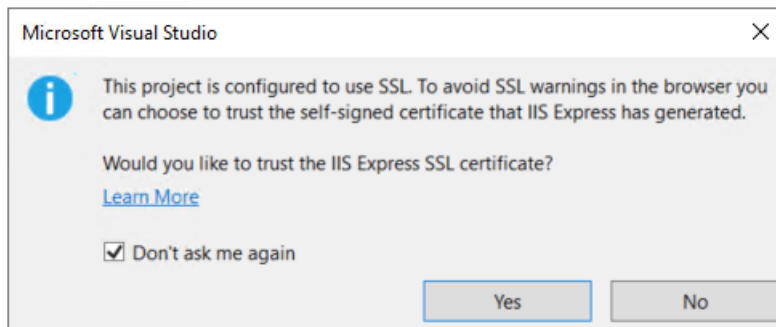 Microsoft Visual Studio
This project is configured to use SSL. To avoid SSL warnings in the browser you
can choose to trust the self-signed certificate that IIS Express has generated.
Would you like to trust the IIS Express SSL certificate?
Learn More
Don't ask me again
Yes
No